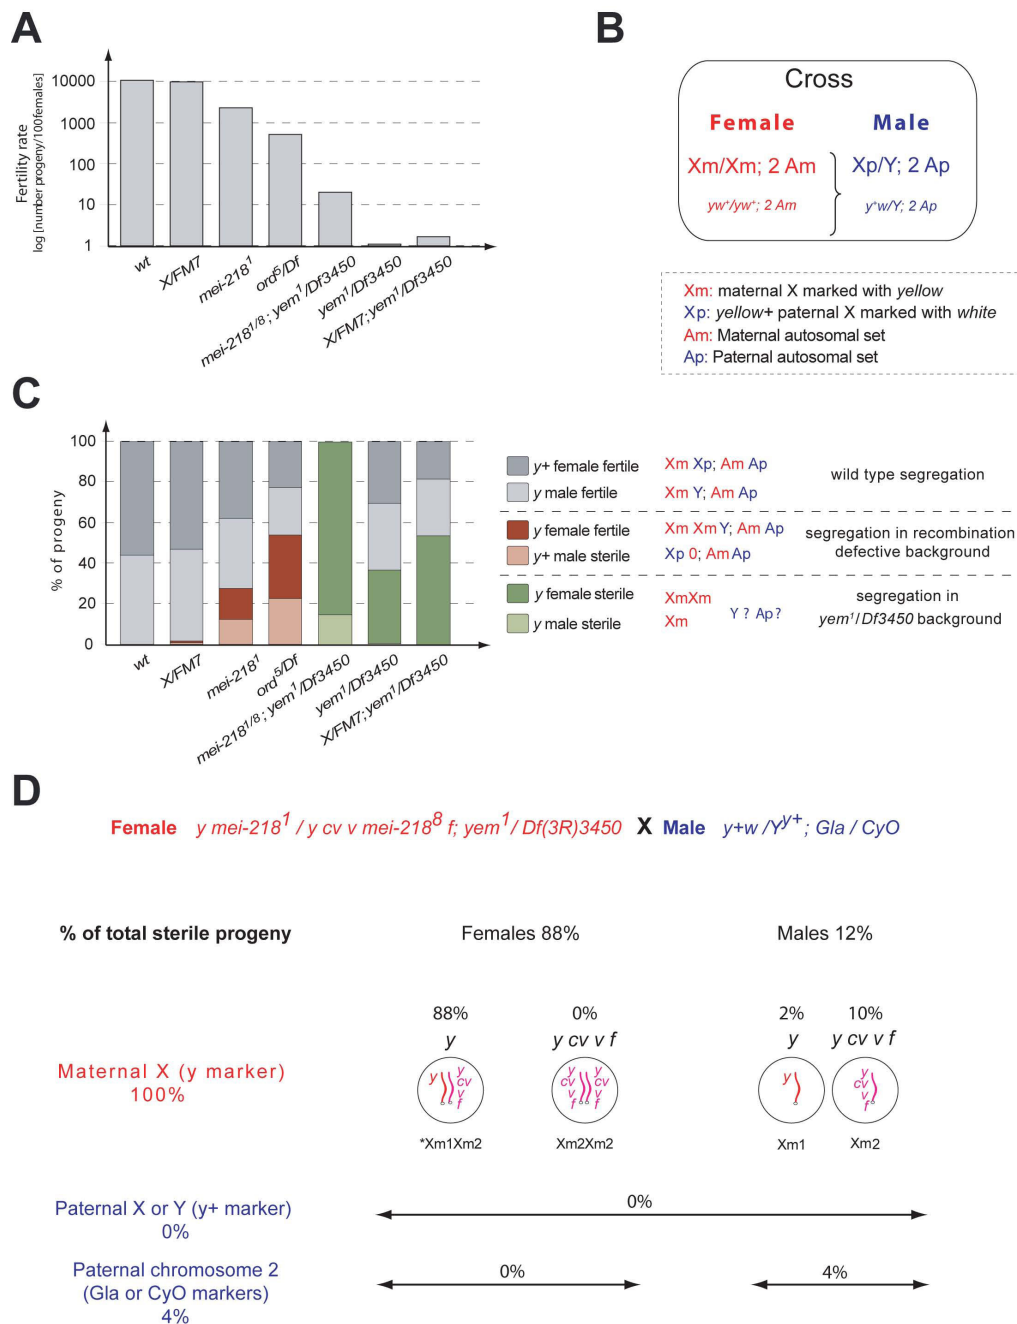 A
Fertility rate
log [number progeny/100females]
10000
1000
100
10
1
wt
X/FM7
mei-218¹
ord⁵/Df
mei-218¹/⁸; yem¹/Df3450
yem¹/Df3450
X/FM7; yem¹/Df3450
B
Cross
Female
Male
Xm/Xm; 2 Am
Xp/Y; 2 Ap
yw⁺/yw⁺; 2 Am
y⁺w/Y; 2 Ap
Xm: maternal X marked with yellow
Xp: yellow+ paternal X marked with white
Am: Maternal autosomal set
Ap: Paternal autosomal set
C
% of progeny
100
80
60
40
20
0
wt
X/FM7
mei-218¹
ord⁵/Df
mei-218¹/⁸; yem¹/Df3450
yem¹/Df3450
X/FM7; yem¹/Df3450
y+ female fertile
Xm Xp; Am Ap
y male fertile
Xm Y; Am Ap
wild type segregation
y female fertile
Xm Xm Y; Am Ap
y+ male sterile
Xp 0; Am Ap
segregation in recombination
defective background
y female sterile
XmXm
y male sterile
Xm
Y ? Ap?
segregation in
yem¹/Df3450 background
D
Female y mei-218¹ / y cv v mei-218⁸ f; yem¹ / Df(3R)3450 X Male y+w /Yʸ⁺; Gla / CyO
% of total sterile progeny
Females 88%
Males 12%
88%
0%
2%
10%
y
y cv v f
y
y cv v f
Maternal X (y marker)
100%
y
y
cv
v
f
y
cv
v
f
y
cv
v
f
y
y
cv
v
f
*Xm1Xm2
Xm2Xm2
Xm1
Xm2
Paternal X or Y (y+ marker)
0%
0%
Paternal chromosome 2
(Gla or CyO markers)
4%
0%
4%